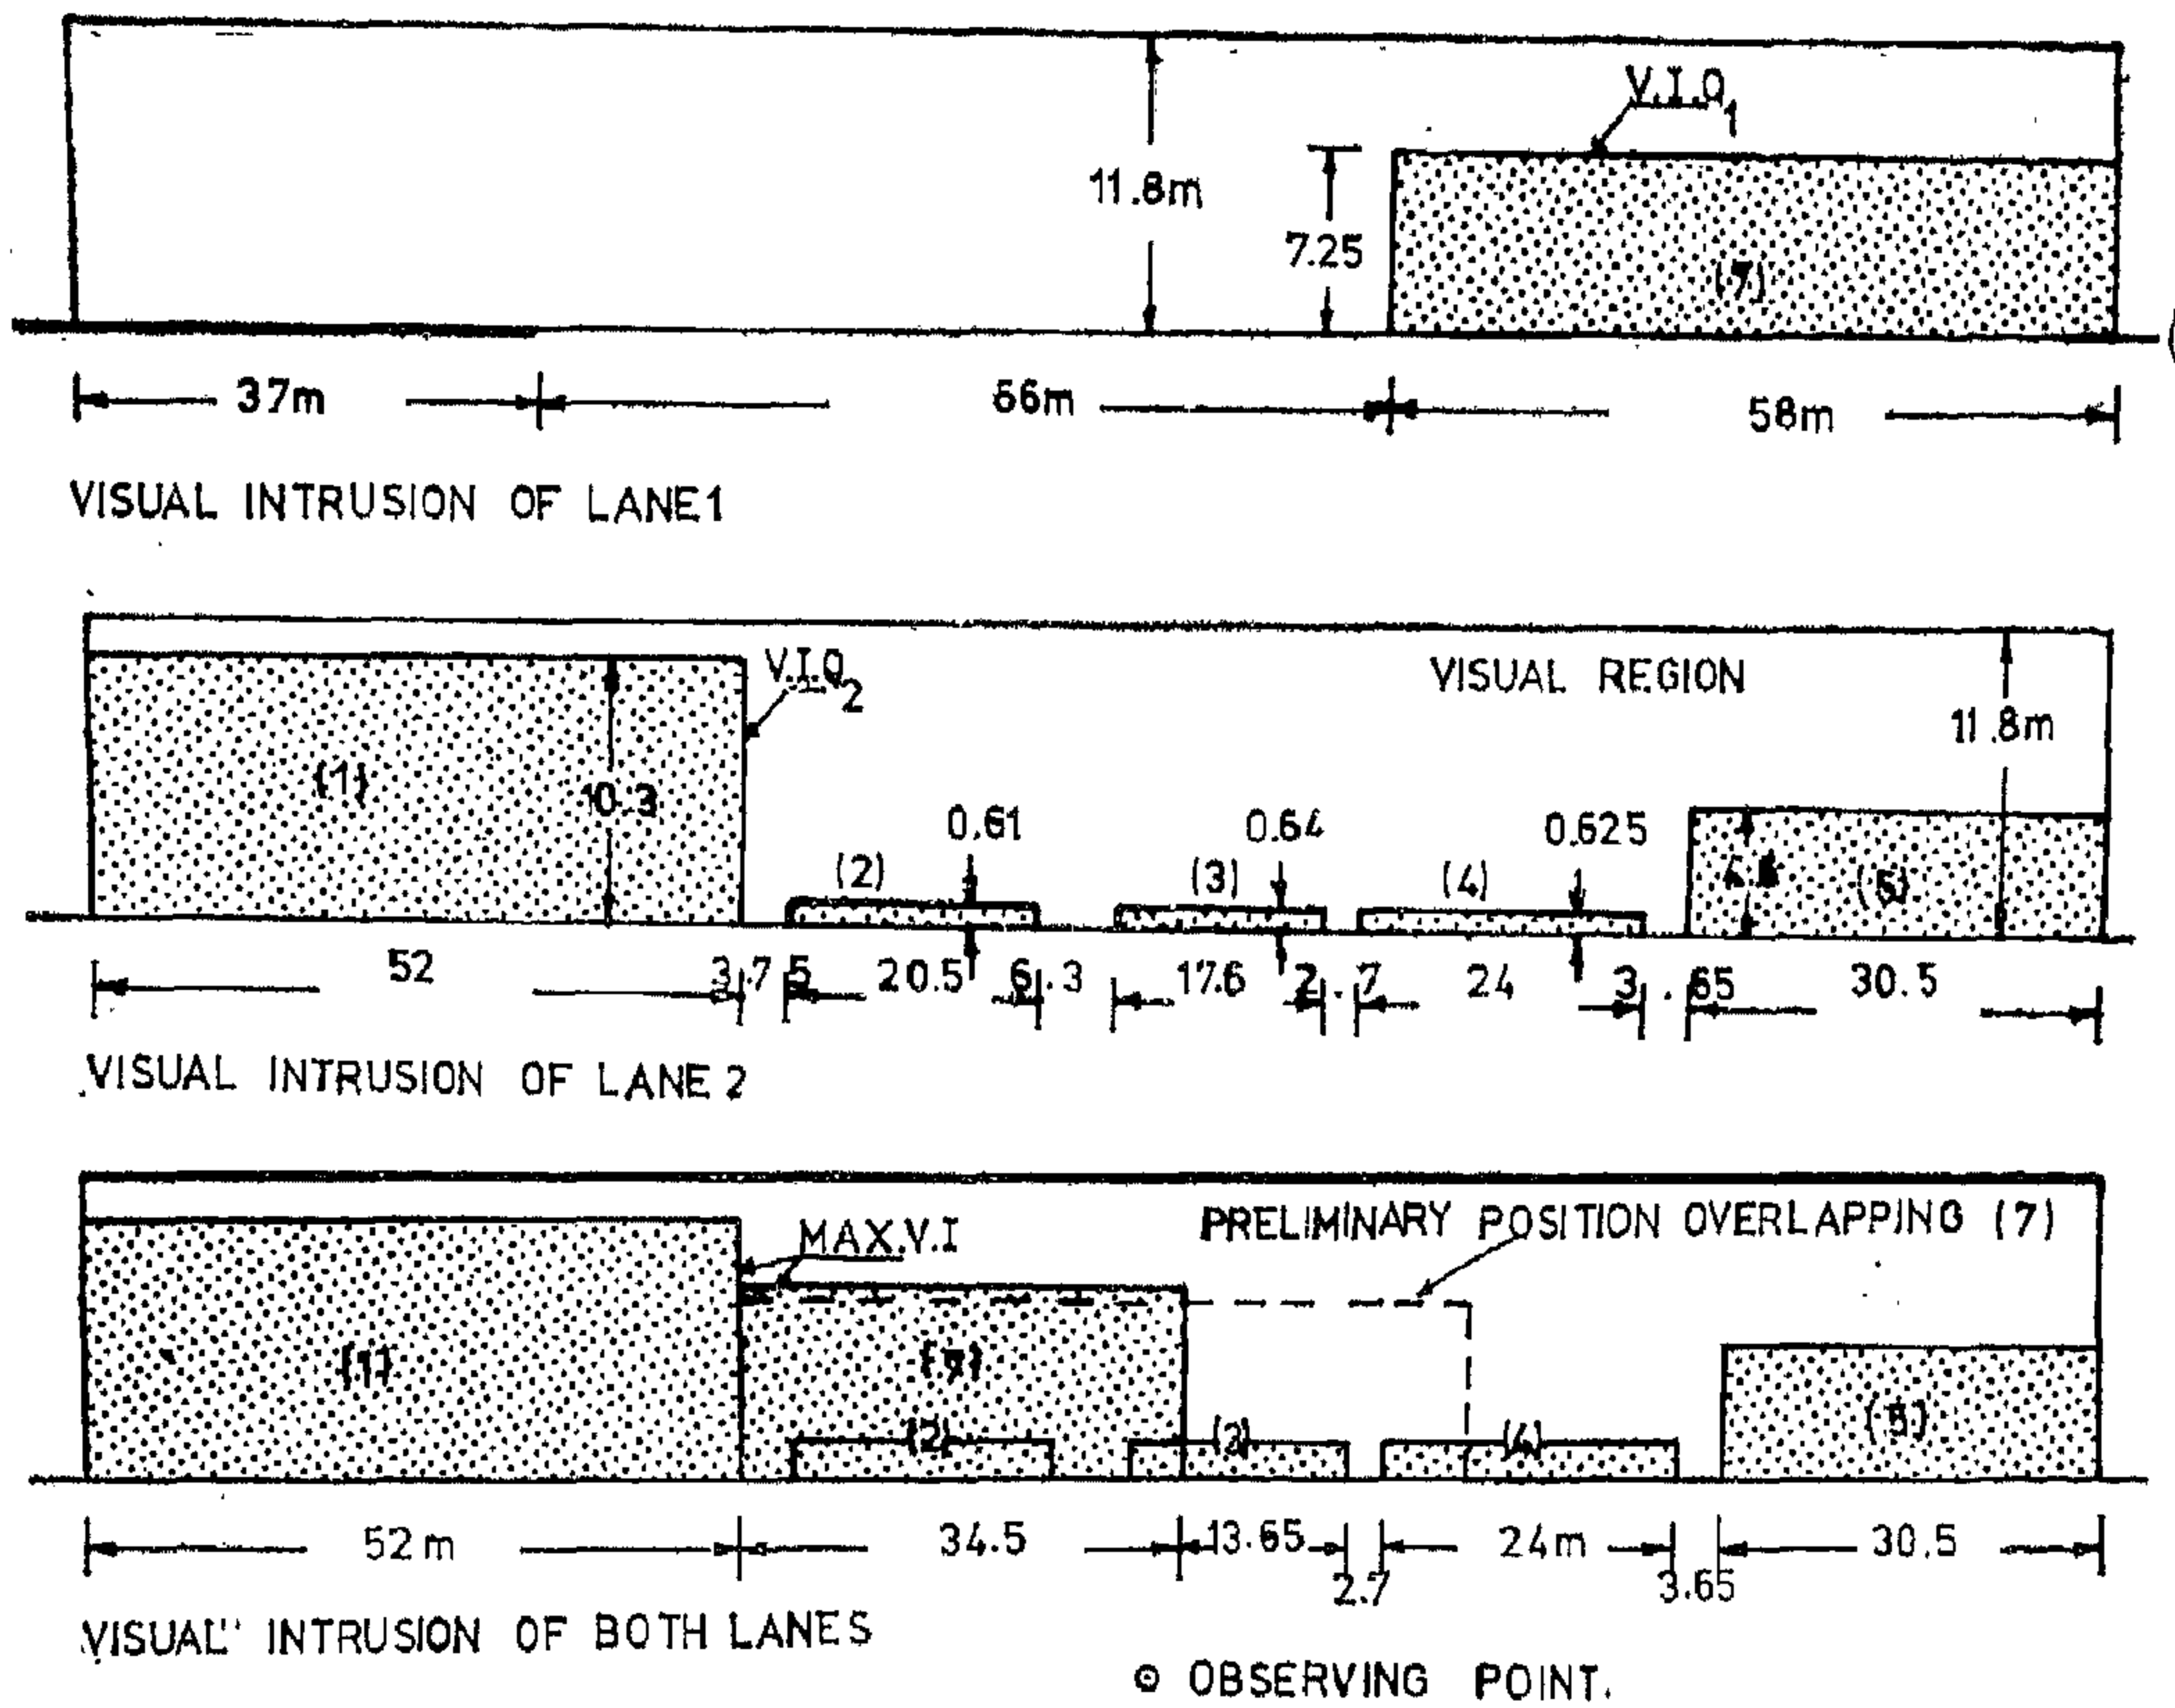 V.I.Q1
11.8m
7.25
(7)
37m 66m 58m
VISUAL INTRUSION OF LANE1
V.I.Q2
VISUAL REGION
11.8m
(1)
10.3
0.61 0.64 0.625
(2) (3) (4)
(5)
52 3.75 20.5 6.3 17.6 2.7 24 3.65 30.5
VISUAL INTRUSION OF LANE 2
MAX.V.I
PRELIMINARY POSITION OVERLAPPING (7)
(1) (7)
(2) (3) (4) (5)
52m 34.5 13.65 24m 30.5
2.7 3.65
VISUAL" INTRUSION OF BOTH LANES
⊙ OBSERVING POINT.